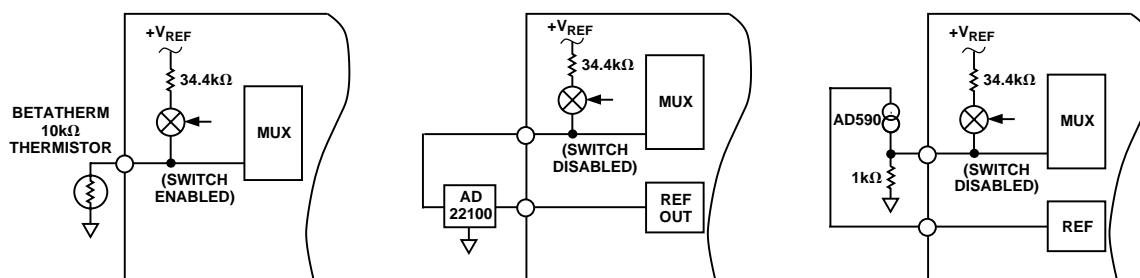 +VREF
34.4kΩ
BETATHERM
10kΩ
THERMISTOR
MUX
(SWITCH
ENABLED)
+VREF
34.4kΩ
MUX
(SWITCH
DISABLED)
AD
22100
REF
OUT
+VREF
34.4kΩ
AD590
MUX
1kΩ
(SWITCH
DISABLED)
REF